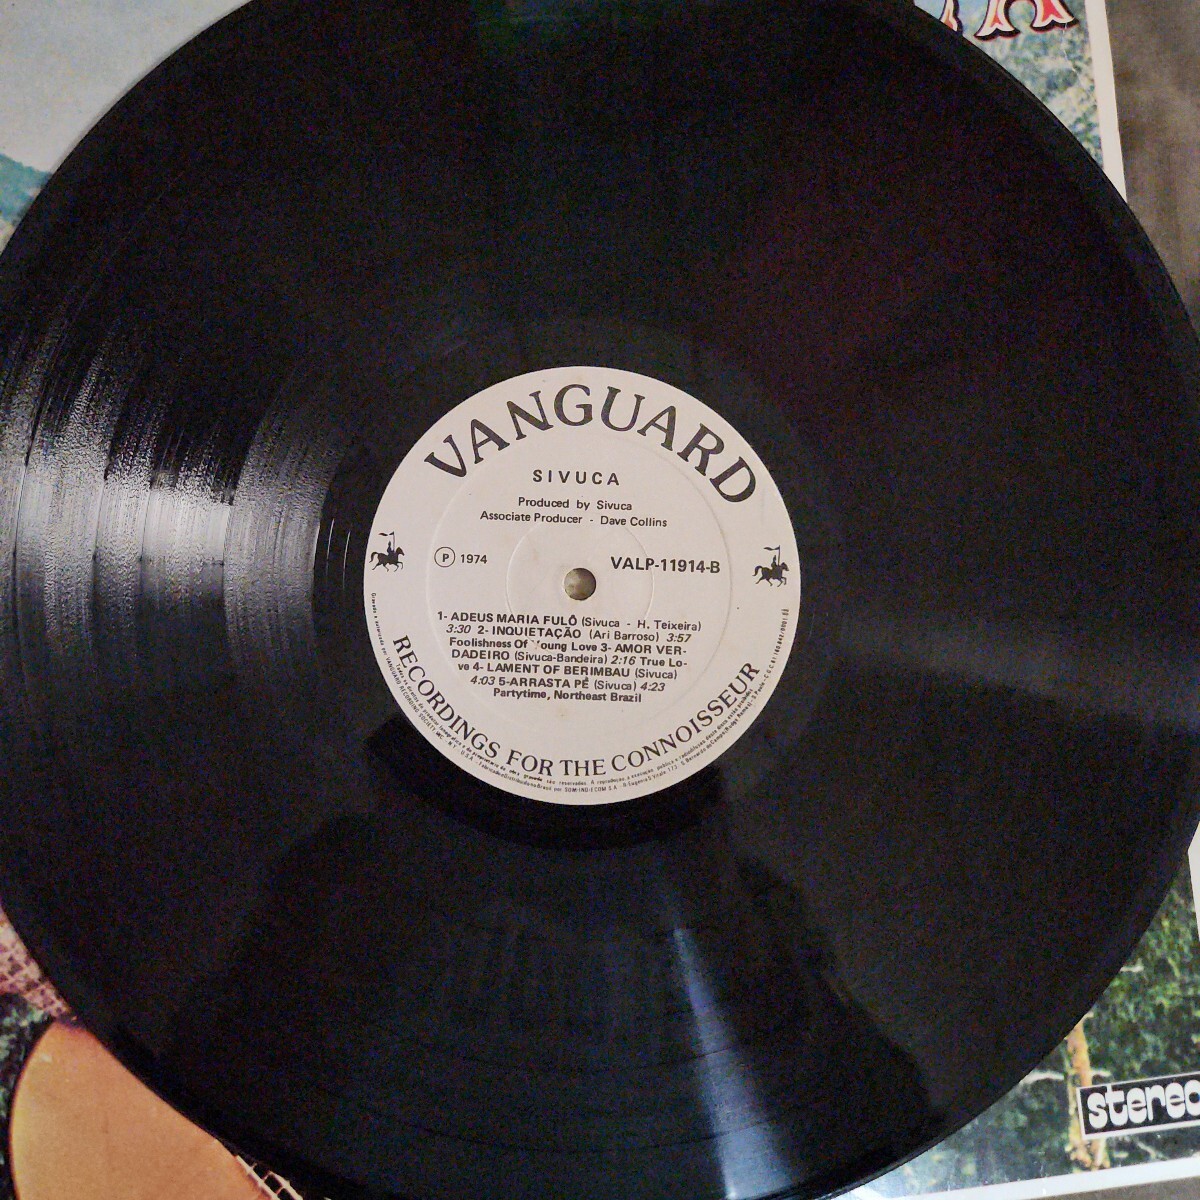 VANGUARD
SIVUCA
Produced by Sivuca
Associate Producer - Dave Collins
Ⓟ 1974
VALP-11914-B
1- ADEUS MARIA FULÔ (Sivuca - H. Teixeira)
3:30 2- INQUIETAÇÃO (Ari Barroso) 3:57
Foolishness Of Young Love 3- AMOR VER-
DADEIRO (Sivuca-Bandeira) 2:16 True Lo-
ve 4- LAMENT OF BERIMBAU (Sivuca)
4:03 5-ARRASTA PÉ (Sivuca) 4:23
Partytime, Northeast Brazil
RECORDINGS FOR THE CONNOISSEUR
stereo